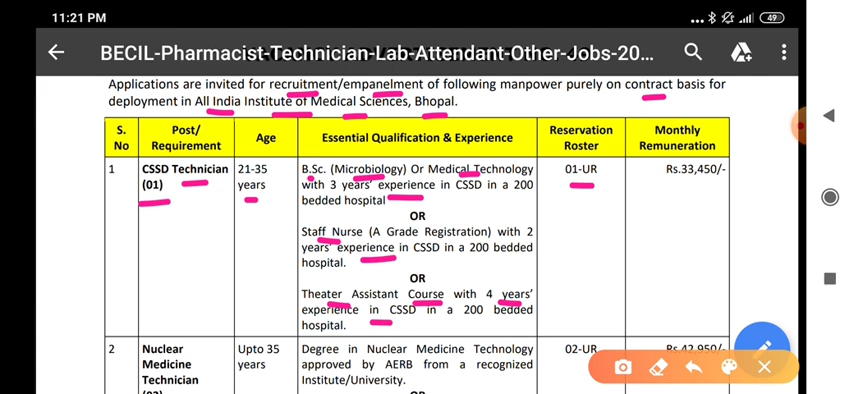 11:21 PM
... 49
BECIL-Pharmacist-Technician-Lab-Attendant-Other-Jobs-20...
Applications are invited for recruitment/empanelment of following manpower purely on contract basis for
deployment in All India Institute of Medical Sciences, Bhopal.
S. No
Post/ Requirement
Age
Essential Qualification & Experience
Reservation Roster
Monthly Remuneration
1
CSSD Technician
(01)
21-35
years
B.Sc. (Microbiology) Or Medical Technology
with 3 years' experience in CSSD in a 200
bedded hospital
OR
Staff Nurse (A Grade Registration) with 2
years' experience in CSSD in a 200 bedded
hospital.
OR
Theater Assistant Course with 4 years'
experience in CSSD in a 200 bedded
hospital.
01-UR
Rs.33,450/-
2
Nuclear
Medicine
Technician
Upto 35
years
Degree in Nuclear Medicine Technology
approved by AERB from a recognized
Institute/University.
02-UR
Rs.42,950/-